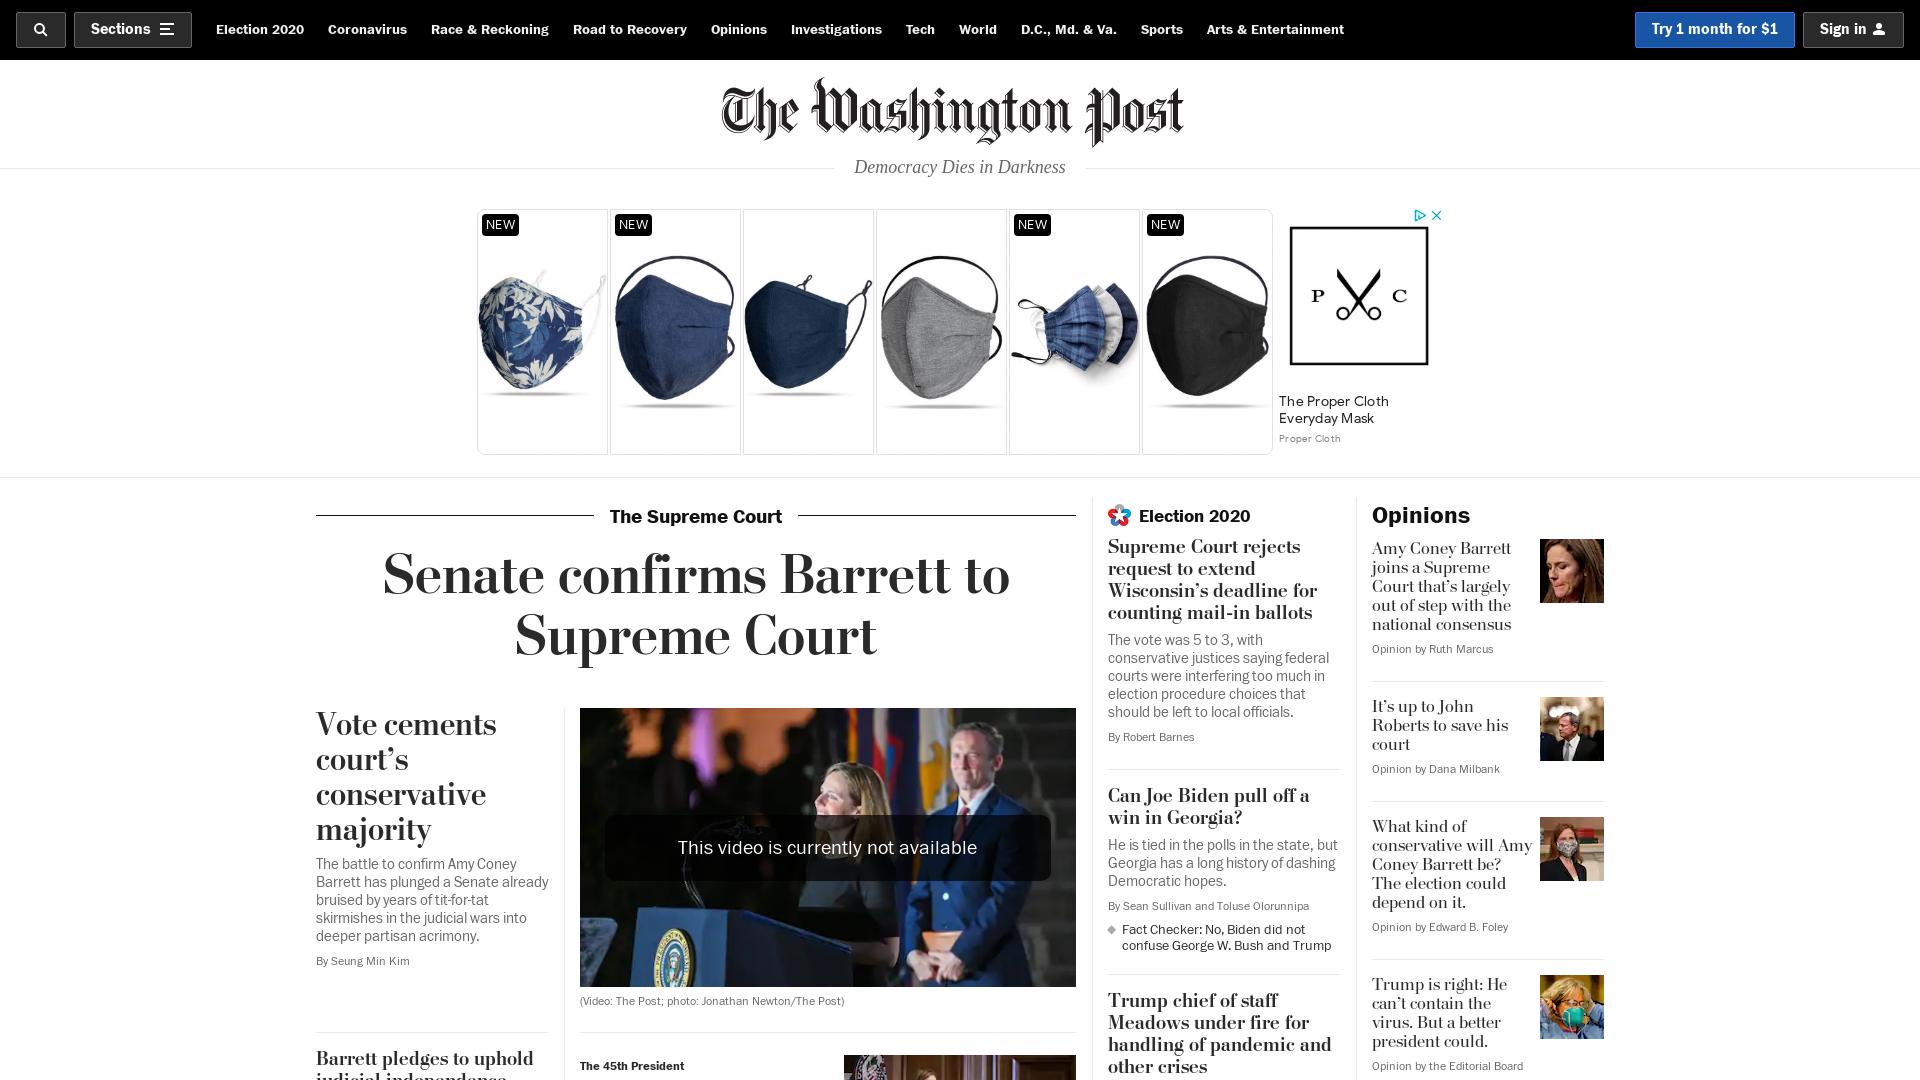 Sections
Election 2020
Coronavirus
Race & Reckoning
Road to Recovery
Opinions
Investigations
Tech
World
D.C., Md. & Va.
Sports
Arts & Entertainment
Try 1 month for $1
Sign in
The Washington Post
Democracy Dies in Darkness
NEW
NEW
NEW
NEW
P C
The Proper Cloth
Everyday Mask
Proper Cloth
The Supreme Court
Senate confirms Barrett to
Supreme Court
Vote cements
court’s
conservative
majority
The battle to confirm Amy Coney
Barrett has plunged a Senate already
bruised by years of tit-for-tat
skirmishes in the judicial wars into
deeper partisan acrimony.
By Seung Min Kim
Barrett pledges to uphold
judicial independence
This video is currently not available
(Video: The Post; photo: Jonathan Newton/The Post)
The 45th President
Election 2020
Supreme Court rejects
request to extend
Wisconsin’s deadline for
counting mail-in ballots
The vote was 5 to 3, with
conservative justices saying federal
courts were interfering too much in
election procedure choices that
should be left to local officials.
By Robert Barnes
Can Joe Biden pull off a
win in Georgia?
He is tied in the polls in the state, but
Georgia has a long history of dashing
Democratic hopes.
By Sean Sullivan and Toluse Olorunnipa
Fact Checker: No, Biden did not
confuse George W. Bush and Trump
Trump chief of staff
Meadows under fire for
handling of pandemic and
other crises
Opinions
Amy Coney Barrett
joins a Supreme
Court that’s largely
out of step with the
national consensus
Opinion by Ruth Marcus
It’s up to John
Roberts to save his
court
Opinion by Dana Milbank
What kind of
conservative will Amy
Coney Barrett be?
The election could
depend on it.
Opinion by Edward B. Foley
Trump is right: He
can’t contain the
virus. But a better
president could.
Opinion by the Editorial Board